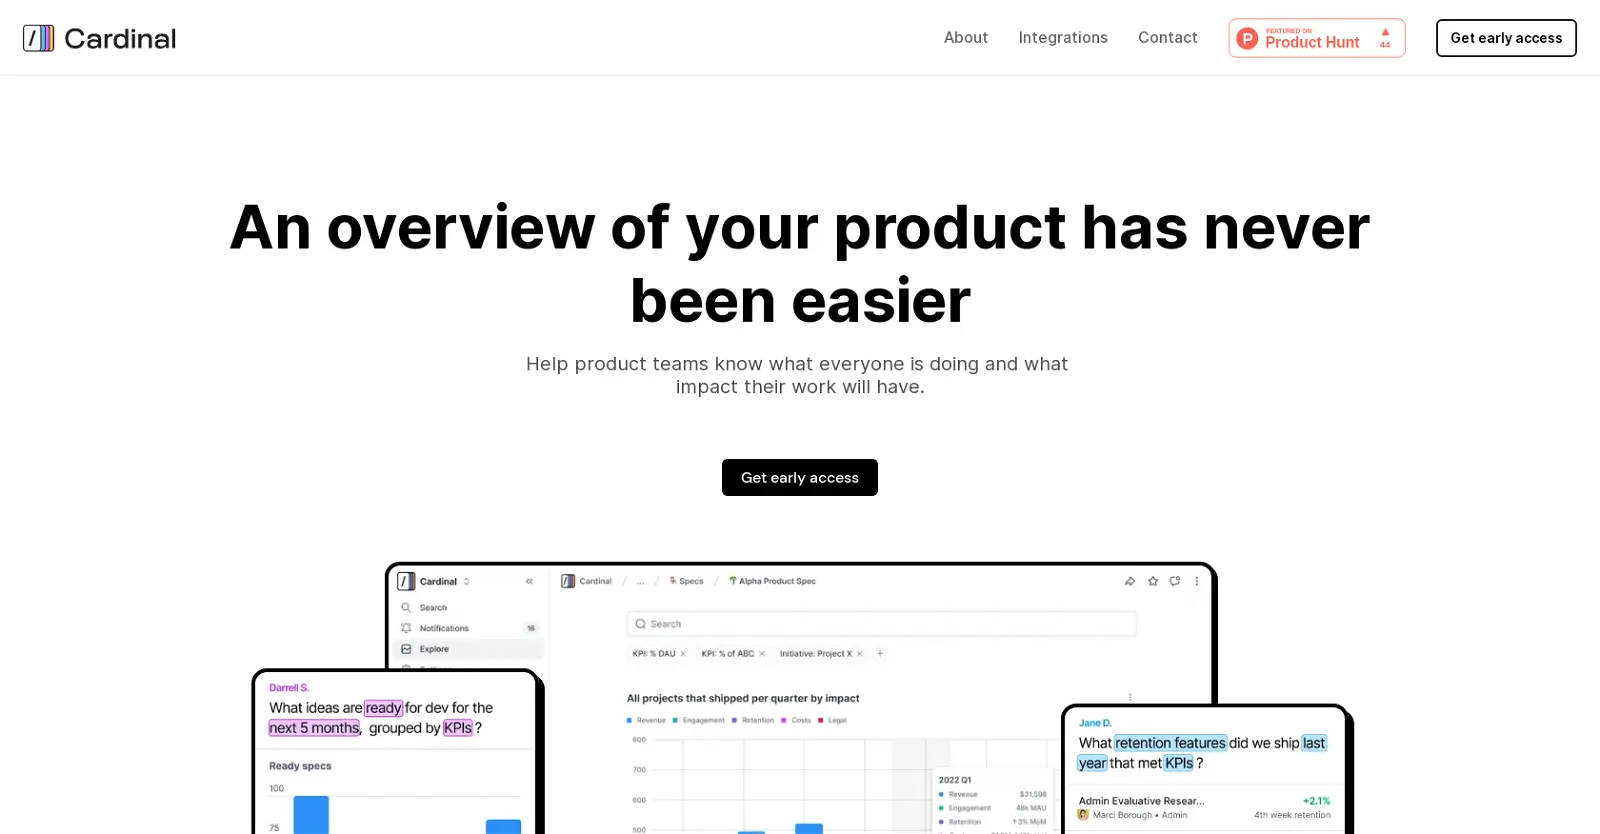 Cardinal
About
Integrations
Contact
FEATURED ON
Product Hunt
44
Get early access
An overview of your product has never
been easier
Help product teams know what everyone is doing and what
impact their work will have.
Get early access
Cardinal
Search
Notifications
16
Explore
Cardinal / ... / Specs / Alpha Product Spec
Search
KPI: % DAU
KPI: % of ABC
Initiative: Project X
All projects that shipped per quarter by impact
Revenue
Engagement
Retention
Costs
Legal
800
700
600
500
2022 Q1
Revenue $31,598
Engagement 48k MAU
Retention ↑3% MoM
Darrell S.
What ideas are ready for dev for the
next 5 months, grouped by KPIs ?
Ready specs
100
75
Jane D.
What retention features did we ship last
year that met KPIs ?
Admin Evaluative Resear... +2.1%
Marci Borough • Admin 4th week retention